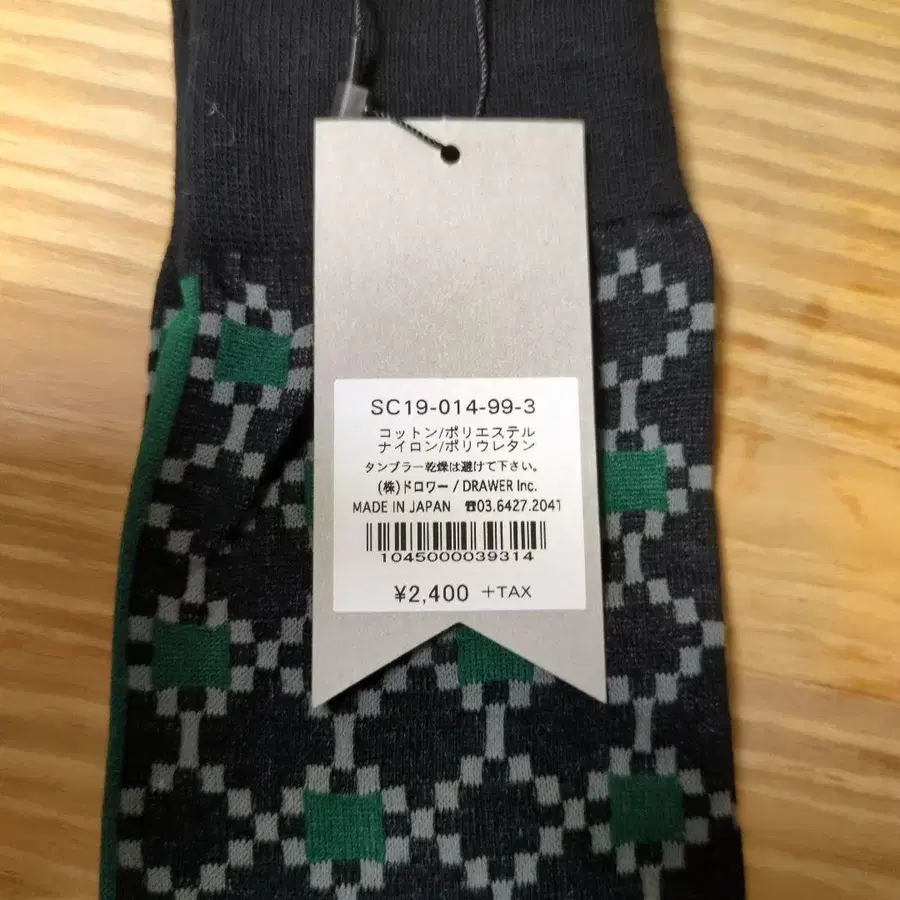 SC19-014-99-3
コットン/ポリエステル
ナイロン/ポリウレタン
タンブラー乾燥は避けて下さい。
(株)ドロワー / DRAWER Inc.
MADE IN JAPAN ☎03.6427.2041
1045000039314
¥2,400 +TAX